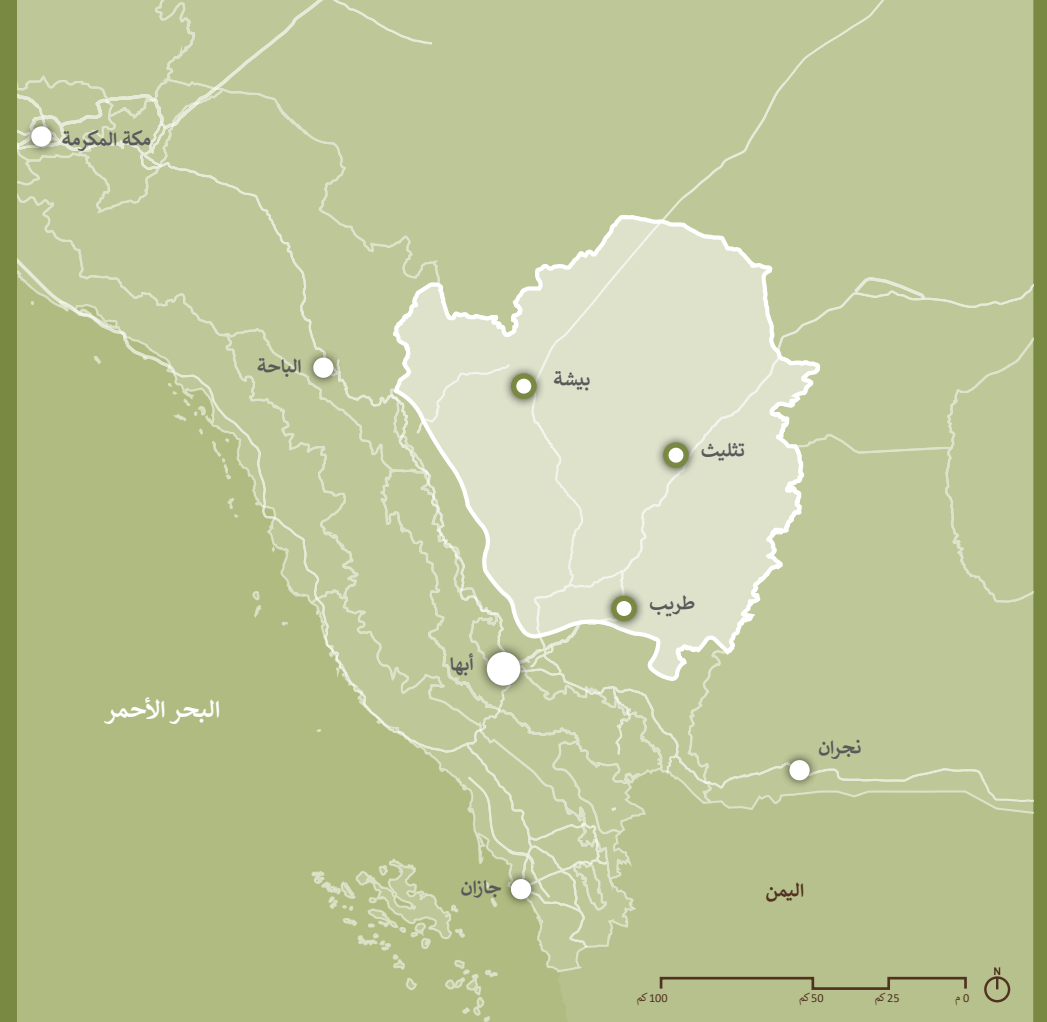 مكة المكرمة
الباحة
بيشة
تثليث
طريب
أبها
البحر الأحمر
نجران
جازان
اليمن
N
0 م
25 كم
50 كم
100 كم